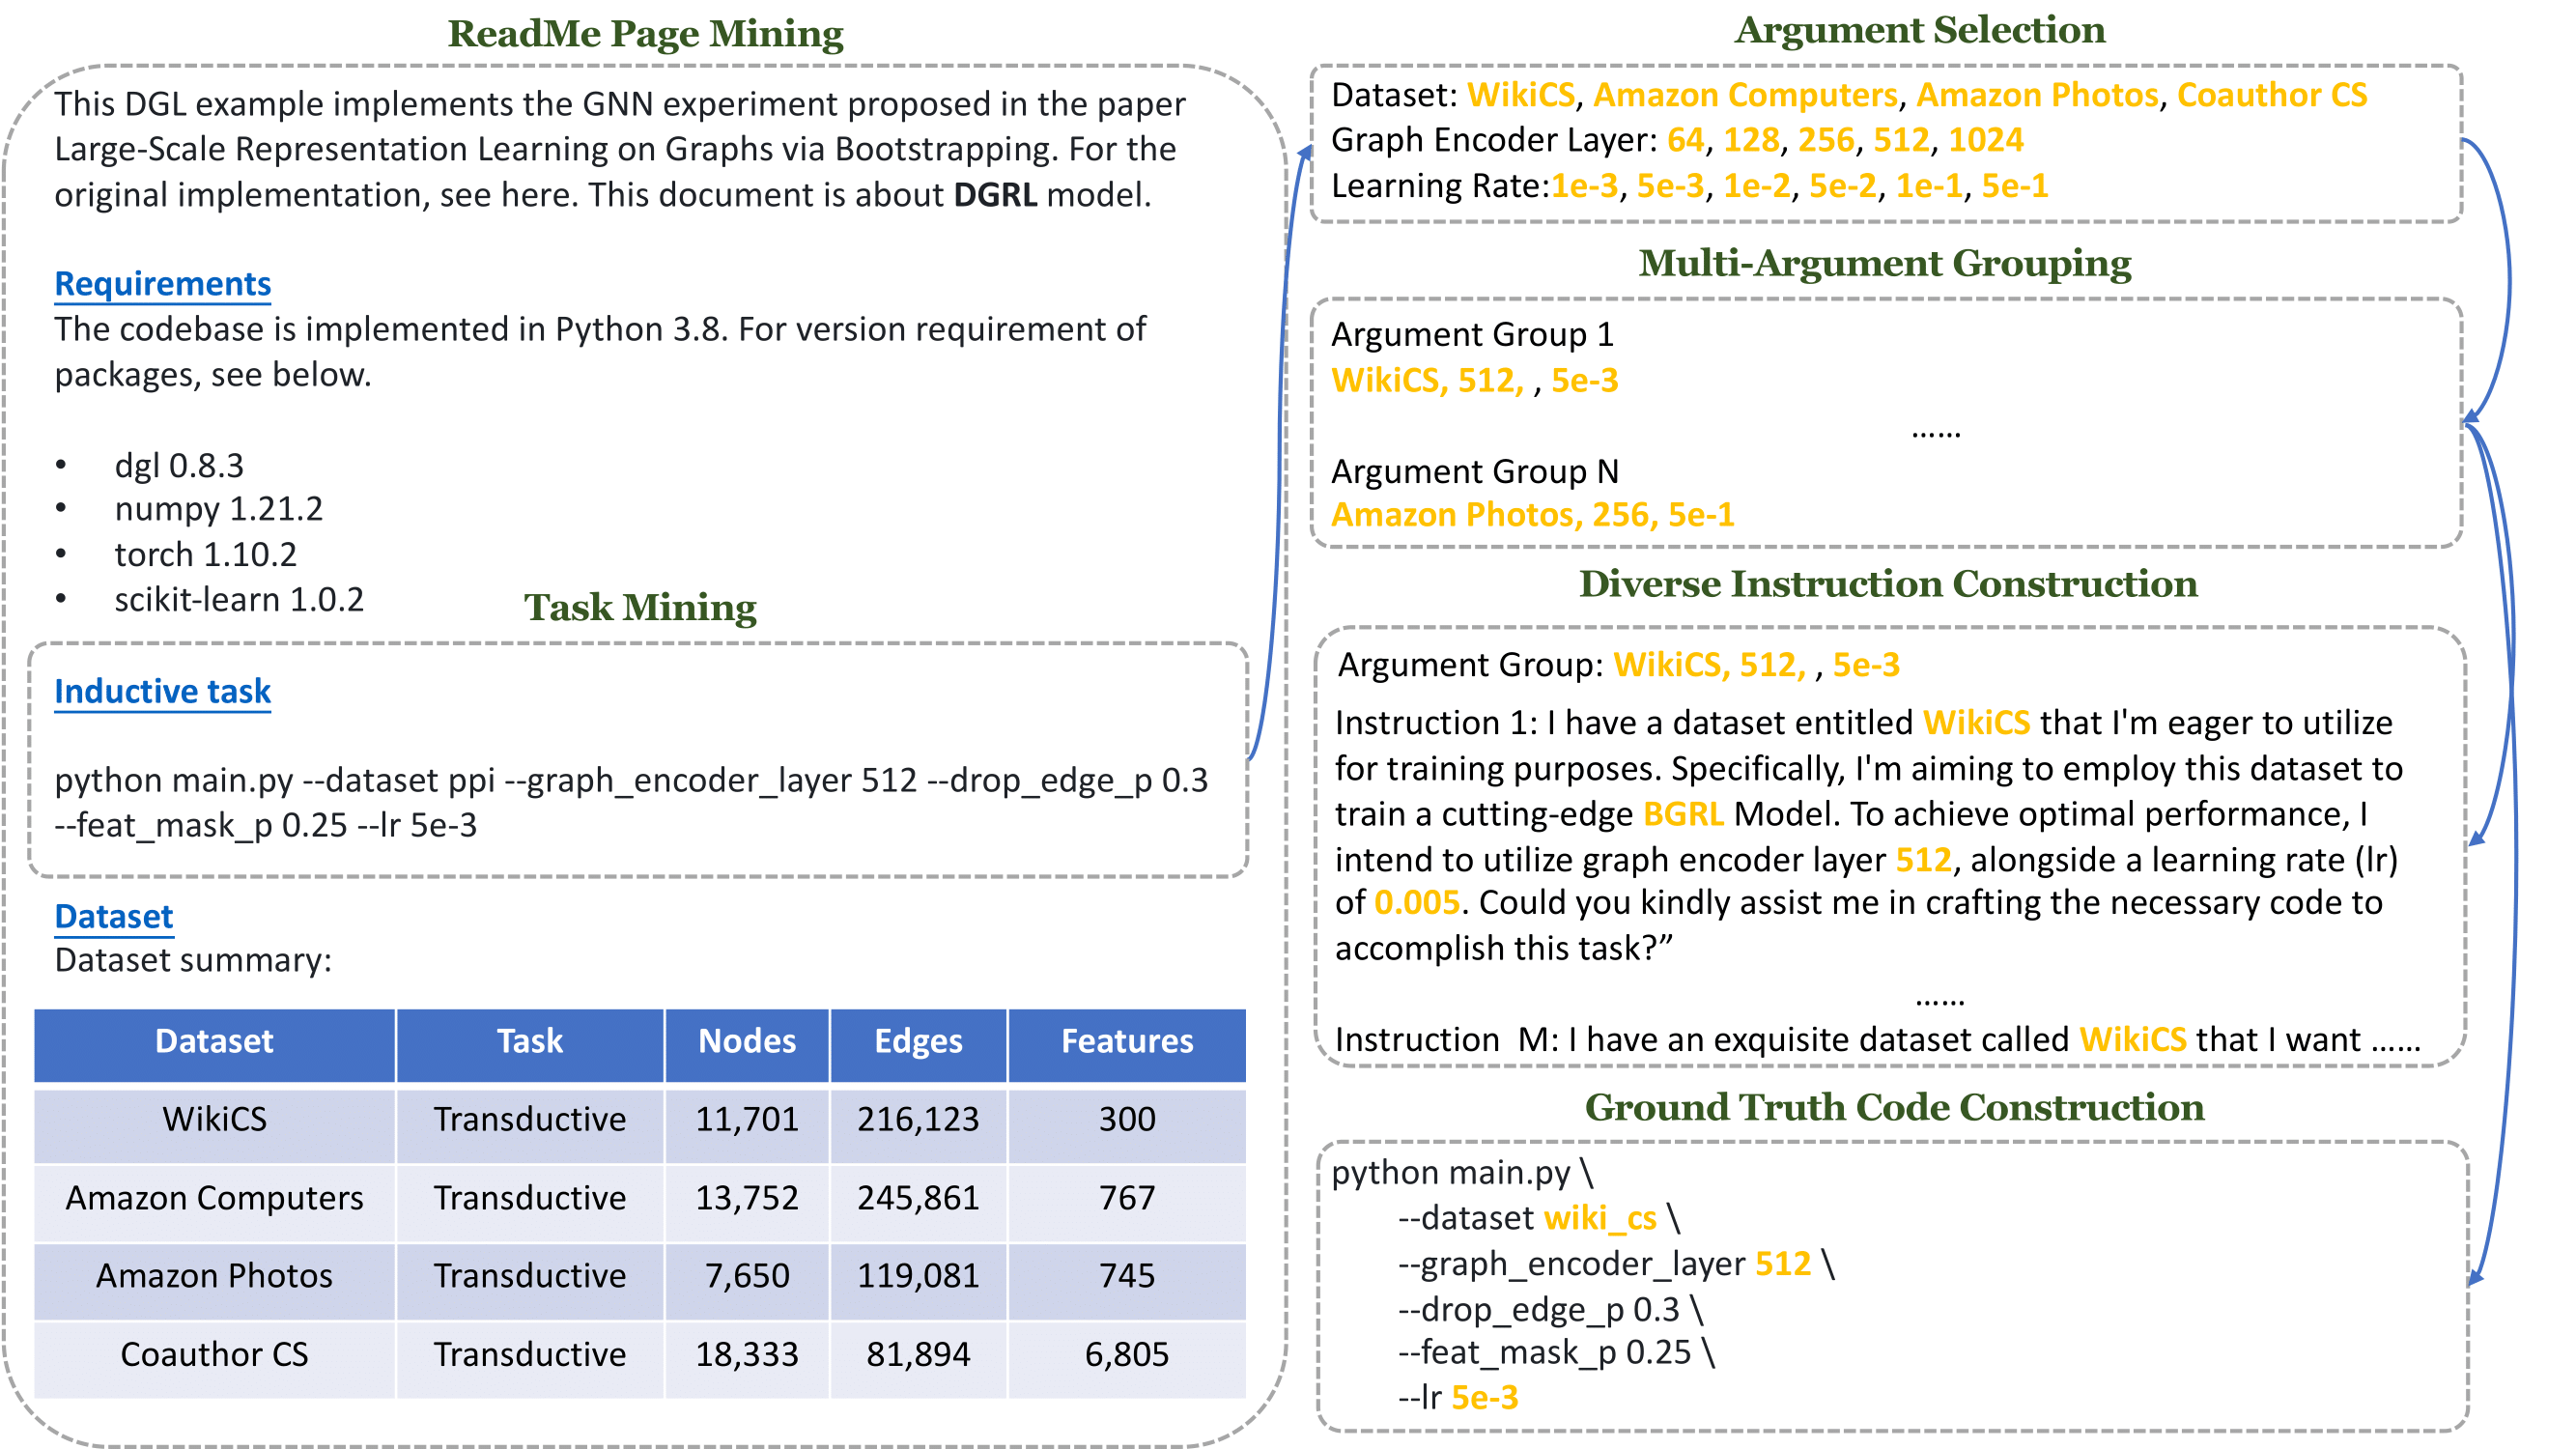 ReadMe Page Mining
This DGL example implements the GNN experiment proposed in the paper
Large-Scale Representation Learning on Graphs via Bootstrapping. For the
original implementation, see here. This document is about DGRL model.
Requirements
The codebase is implemented in Python 3.8. For version requirement of
packages, see below.
• dgl 0.8.3
• numpy 1.21.2
• torch 1.10.2
• scikit-learn 1.0.2
Task Mining
Inductive task
python main.py --dataset ppi --graph_encoder_layer 512 --drop_edge_p 0.3
--feat_mask_p 0.25 --lr 5e-3
Dataset
Dataset summary:
Dataset Task Nodes Edges Features
WikiCS Transductive 11,701 216,123 300
Amazon Computers Transductive 13,752 245,861 767
Amazon Photos Transductive 7,650 119,081 745
Coauthor CS Transductive 18,333 81,894 6,805
Argument Selection
Dataset: WikiCS, Amazon Computers, Amazon Photos, Coauthor CS
Graph Encoder Layer: 64, 128, 256, 512, 1024
Learning Rate:1e-3, 5e-3, 1e-2, 5e-2, 1e-1, 5e-1
Multi-Argument Grouping
Argument Group 1
WikiCS, 512, , 5e-3
……
Argument Group N
Amazon Photos, 256, 5e-1
Diverse Instruction Construction
Argument Group: WikiCS, 512, , 5e-3
Instruction 1: I have a dataset entitled WikiCS that I'm eager to utilize
for training purposes. Specifically, I'm aiming to employ this dataset to
train a cutting-edge BGRL Model. To achieve optimal performance, I
intend to utilize graph encoder layer 512, alongside a learning rate (lr)
of 0.005. Could you kindly assist me in crafting the necessary code to
accomplish this task?”
……
Instruction  M: I have an exquisite dataset called WikiCS that I want ……
Ground Truth Code Construction
python main.py \
--dataset wiki_cs \
--graph_encoder_layer 512 \
--drop_edge_p 0.3 \
--feat_mask_p 0.25 \
--lr 5e-3